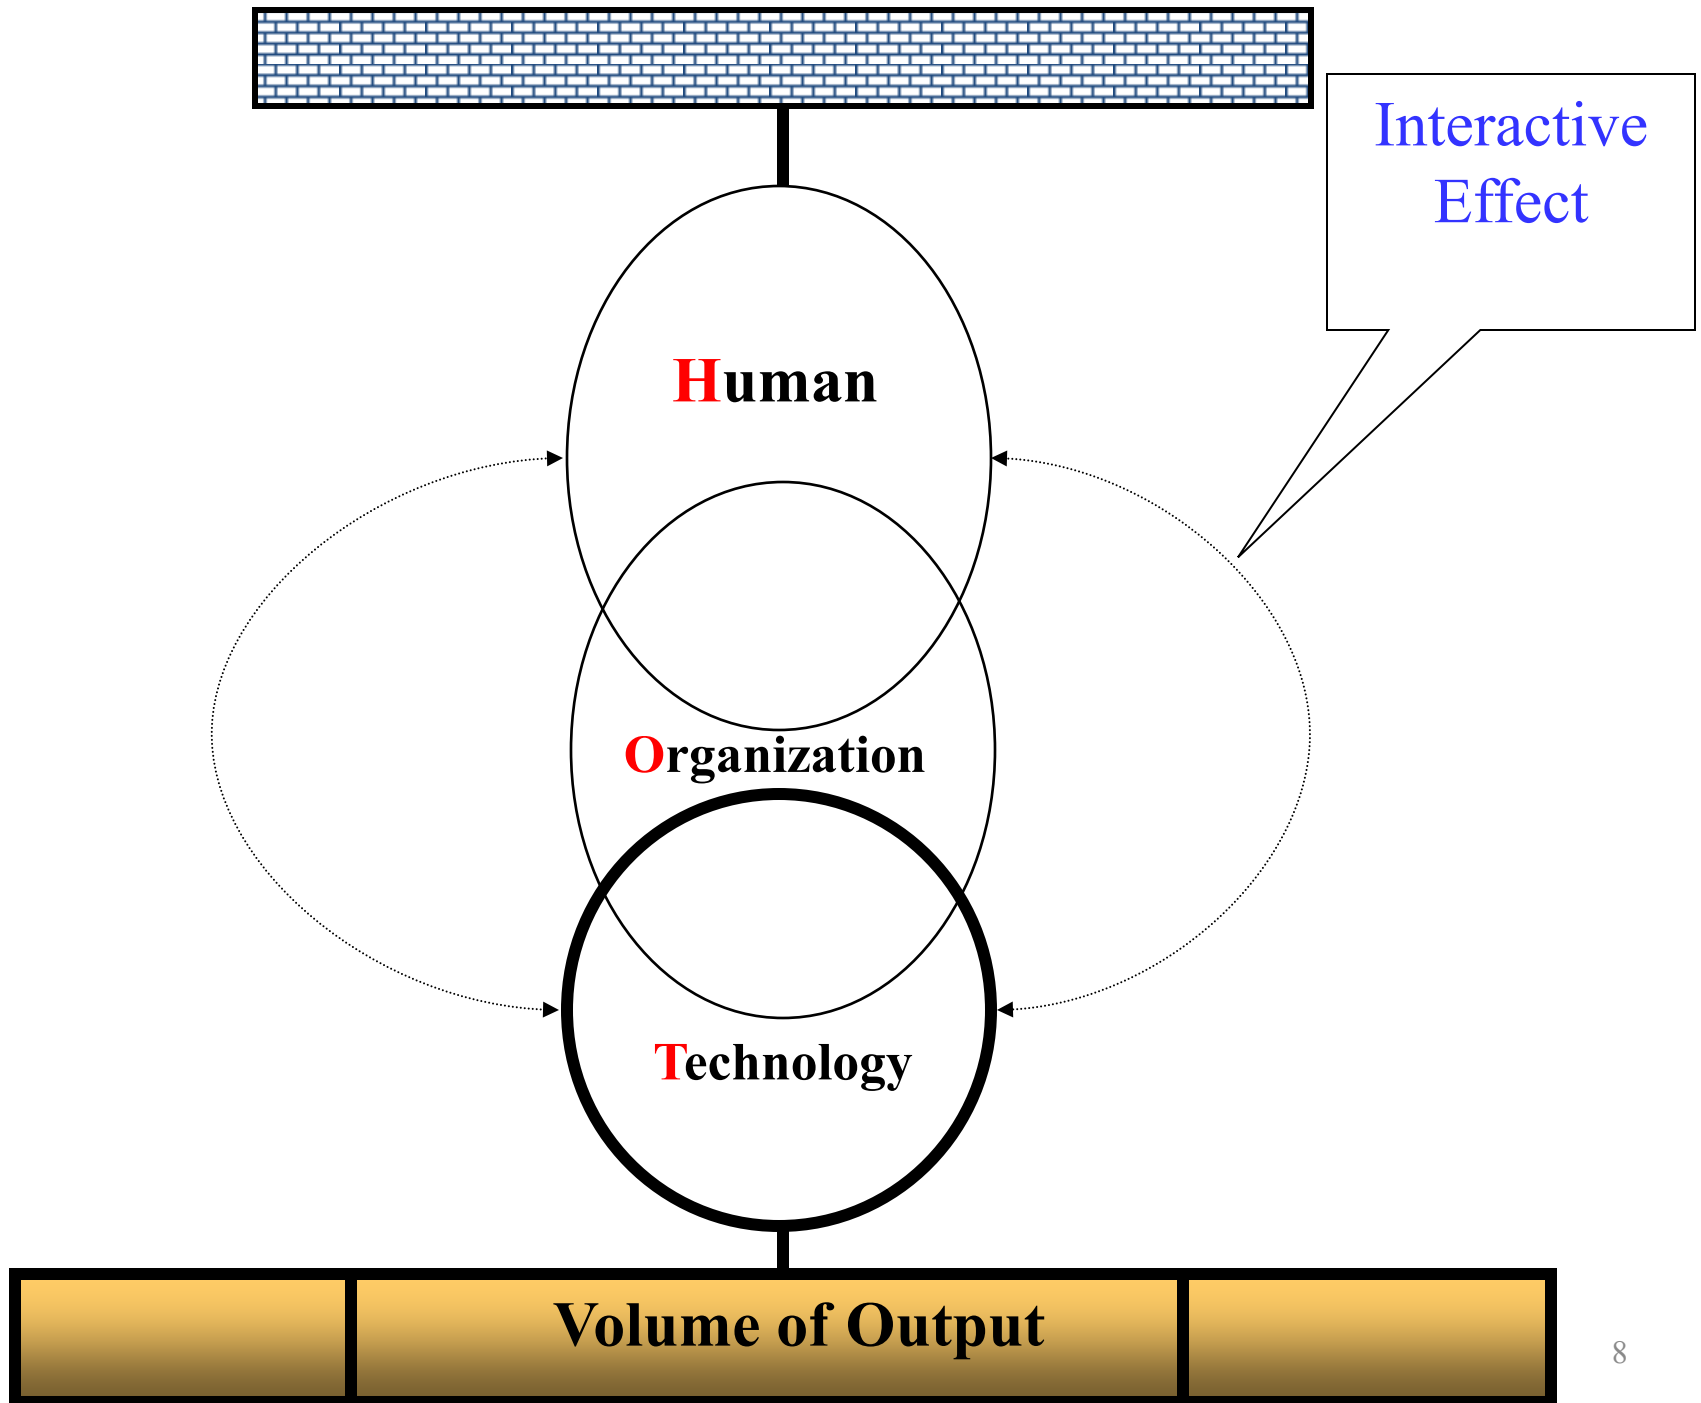 Interactive
Effect
Human
Organization
Technology
Volume of Output
8